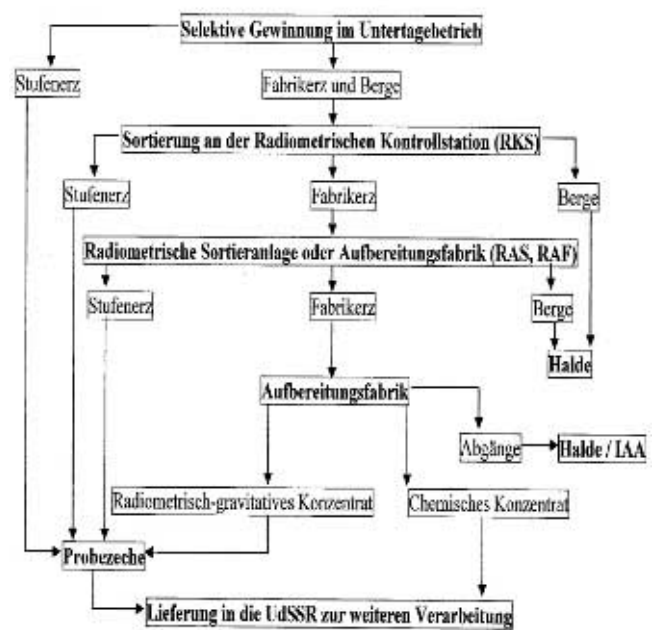 Selektive Gewinnung im Untertagebetrieb
Stufenerz
Fabrikerz und Berge
Sortierung an der Radiometrischen Kontrollstation (RKS)
Stufenerz
Fabrikerz
Berge
Radiometrische Sortieranlage oder Aufbereitungsfabrik (RAS, RAF)
Stufenerz
Fabrikerz
Berge
Halde
Aufbereitungsfabrik
Abgänge
Halde / IAA
Radiometrisch-gravitatives Konzentrat
Chemisches Konzentrat
Probezeche
Lieferung in die UdSSR zur weiteren Verarbeitung